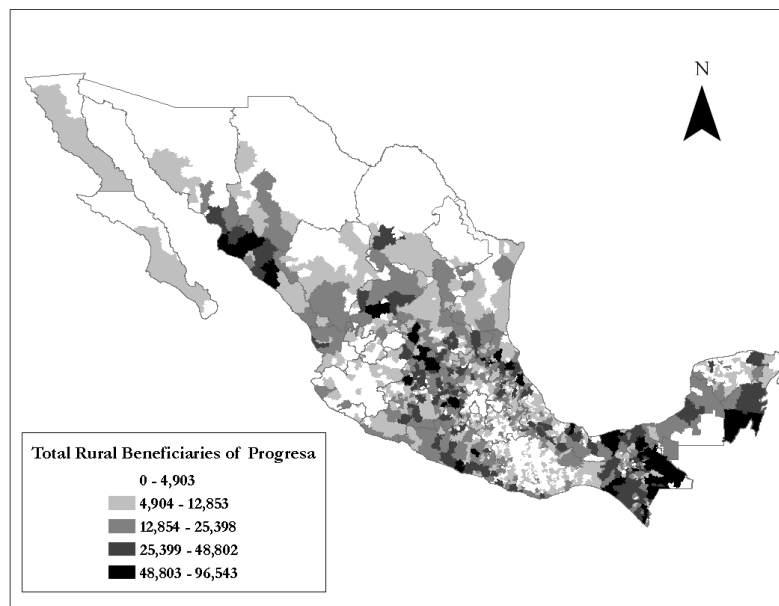 N
Total Rural Beneficiaries of Progresa
0 - 4,903
4,904 - 12,853
12,854 - 25,398
25,399 - 48,802
48,803 - 96,543